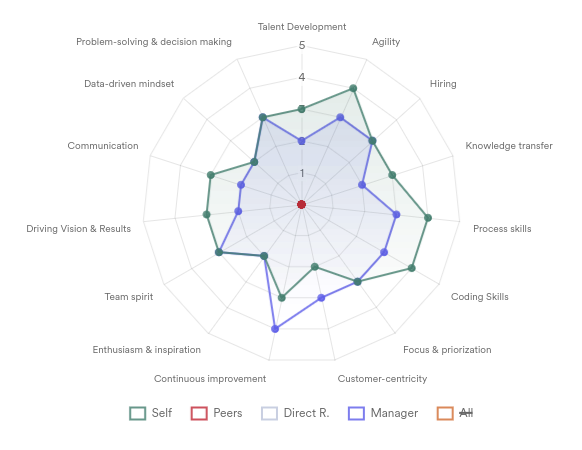 Talent Development
Problem-solving & decision making
Agility
Data-driven mindset
Hiring
Communication
Knowledge transfer
Driving Vision & Results
Process skills
Team spirit
Coding Skills
Enthusiasm & inspiration
Focus & priorization
Continuous improvement
Customer-centricity
5
4
3
2
1
Self Peers Direct R. Manager All